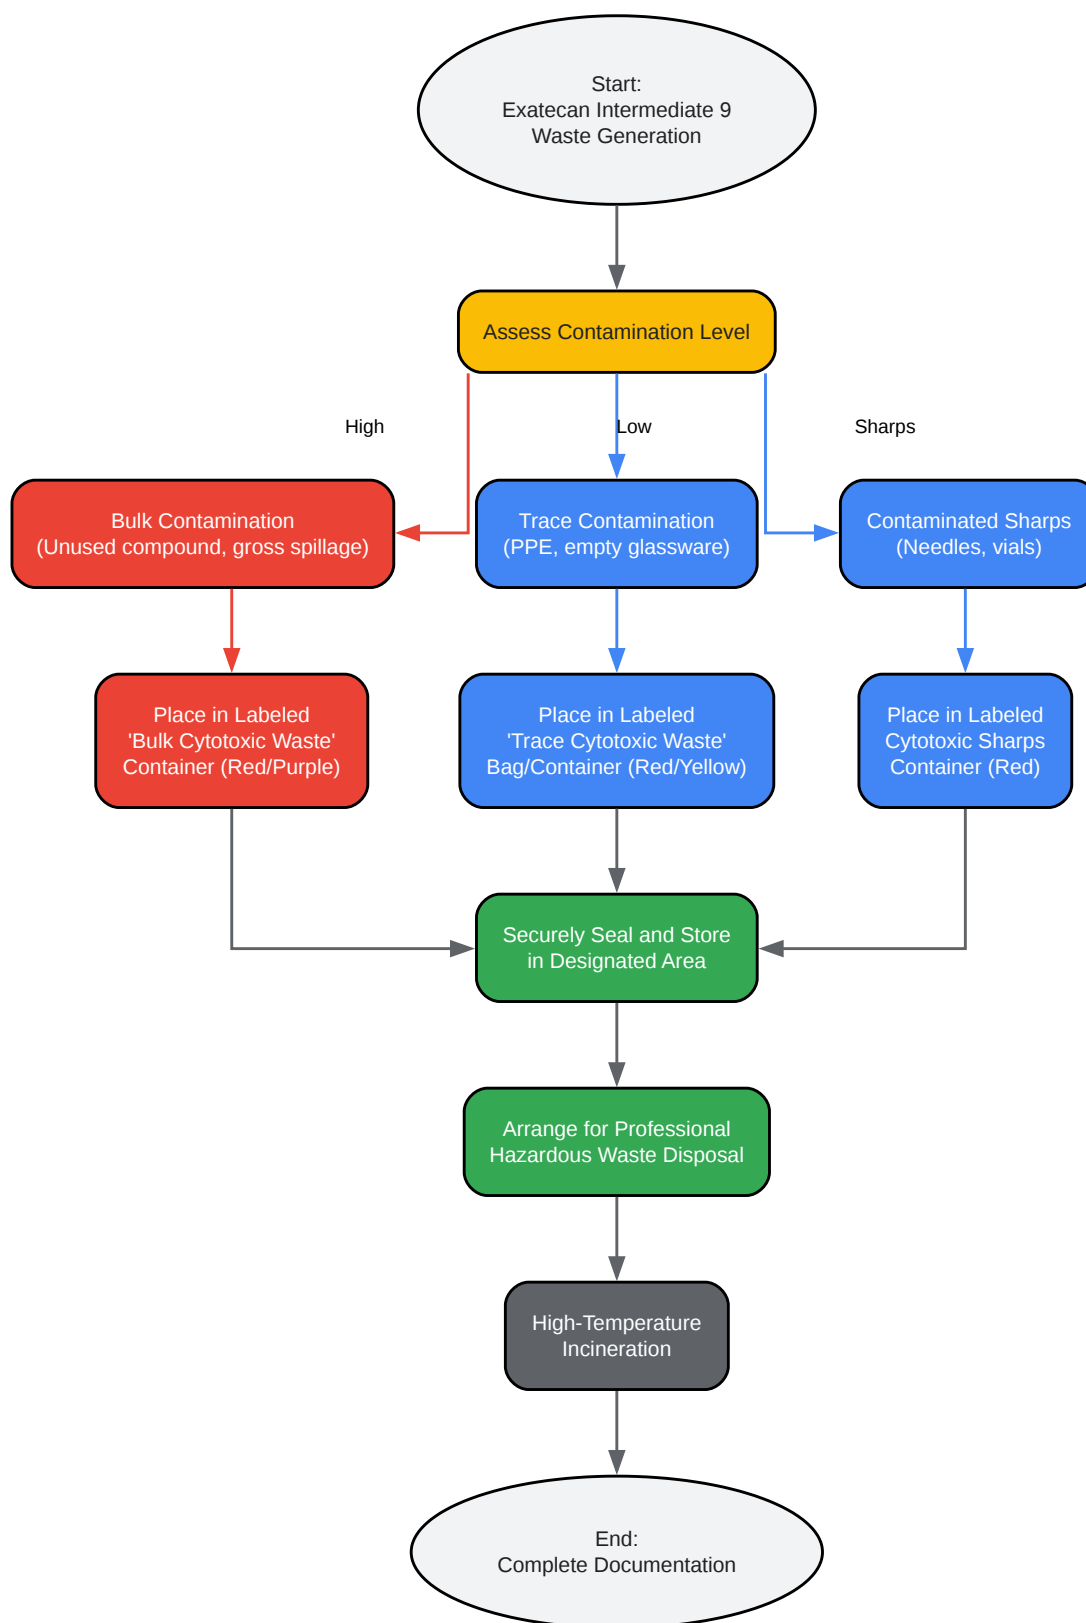 Start:
Exatecan Intermediate 9
Waste Generation
Assess Contamination Level
High
Low
Sharps
Bulk Contamination
(Unused compound, gross spillage)
Trace Contamination
(PPE, empty glassware)
Contaminated Sharps
(Needles, vials)
Place in Labeled
'Bulk Cytotoxic Waste'
Container (Red/Purple)
Place in Labeled
'Trace Cytotoxic Waste'
Bag/Container (Red/Yellow)
Place in Labeled
Cytotoxic Sharps
Container (Red)
Securely Seal and Store
in Designated Area
Arrange for Professional
Hazardous Waste Disposal
High-Temperature
Incineration
End:
Complete Documentation